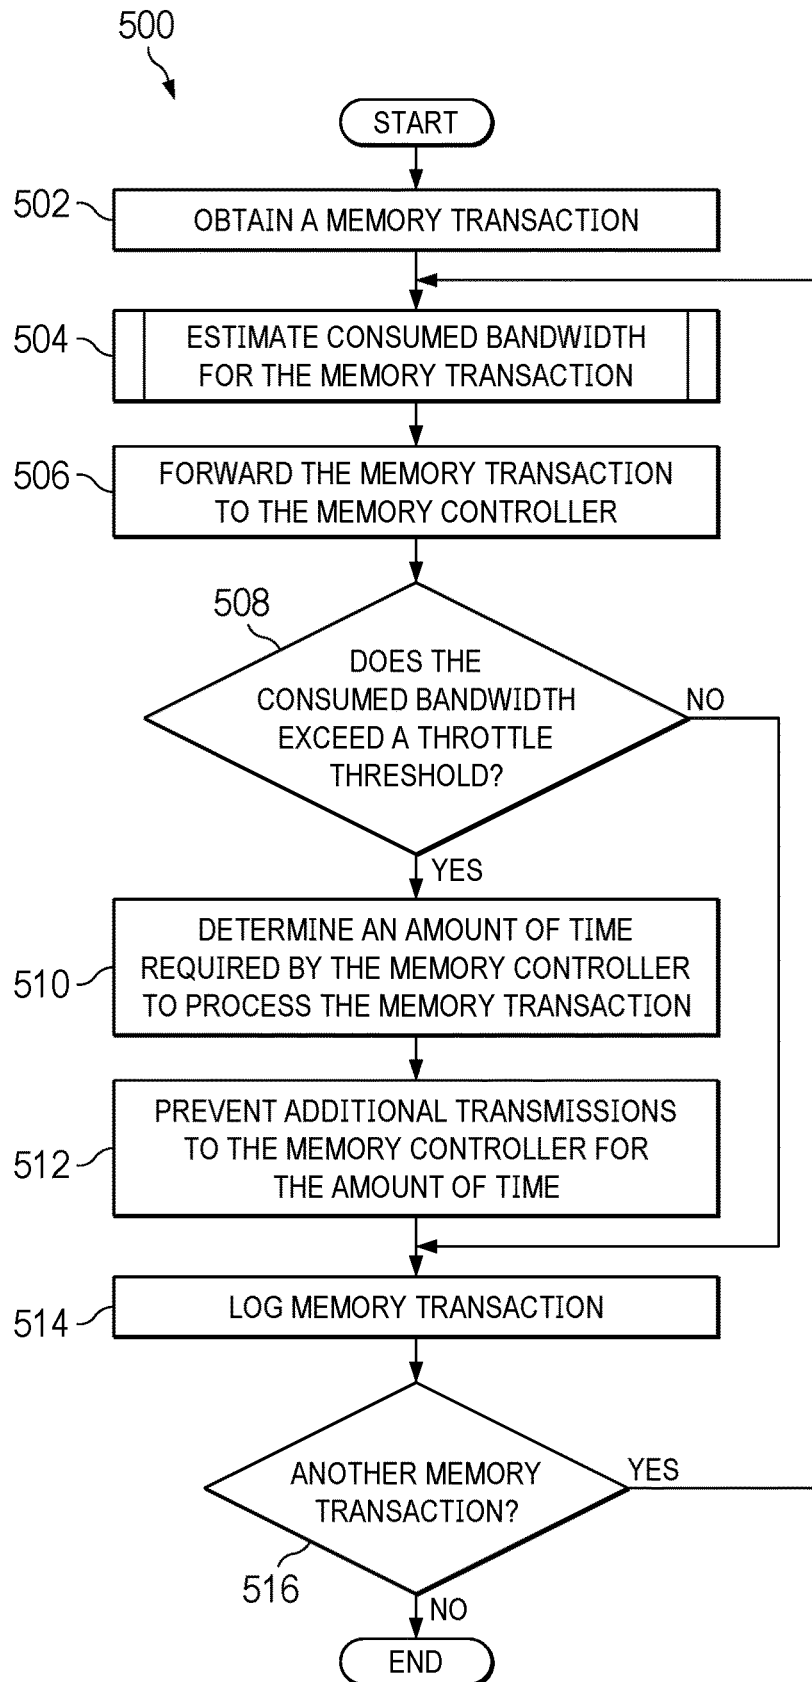 500
START
502
OBTAIN A MEMORY TRANSACTION
504
ESTIMATE CONSUMED BANDWIDTH
FOR THE MEMORY TRANSACTION
506
FORWARD THE MEMORY TRANSACTION
TO THE MEMORY CONTROLLER
508
DOES THE
CONSUMED BANDWIDTH
EXCEED A THROTTLE
THRESHOLD?
NO
YES
510
DETERMINE AN AMOUNT OF TIME
REQUIRED BY THE MEMORY CONTROLLER
TO PROCESS THE MEMORY TRANSACTION
512
PREVENT ADDITIONAL TRANSMISSIONS
TO THE MEMORY CONTROLLER FOR
THE AMOUNT OF TIME
514
LOG MEMORY TRANSACTION
ANOTHER MEMORY
TRANSACTION?
YES
516
NO
END